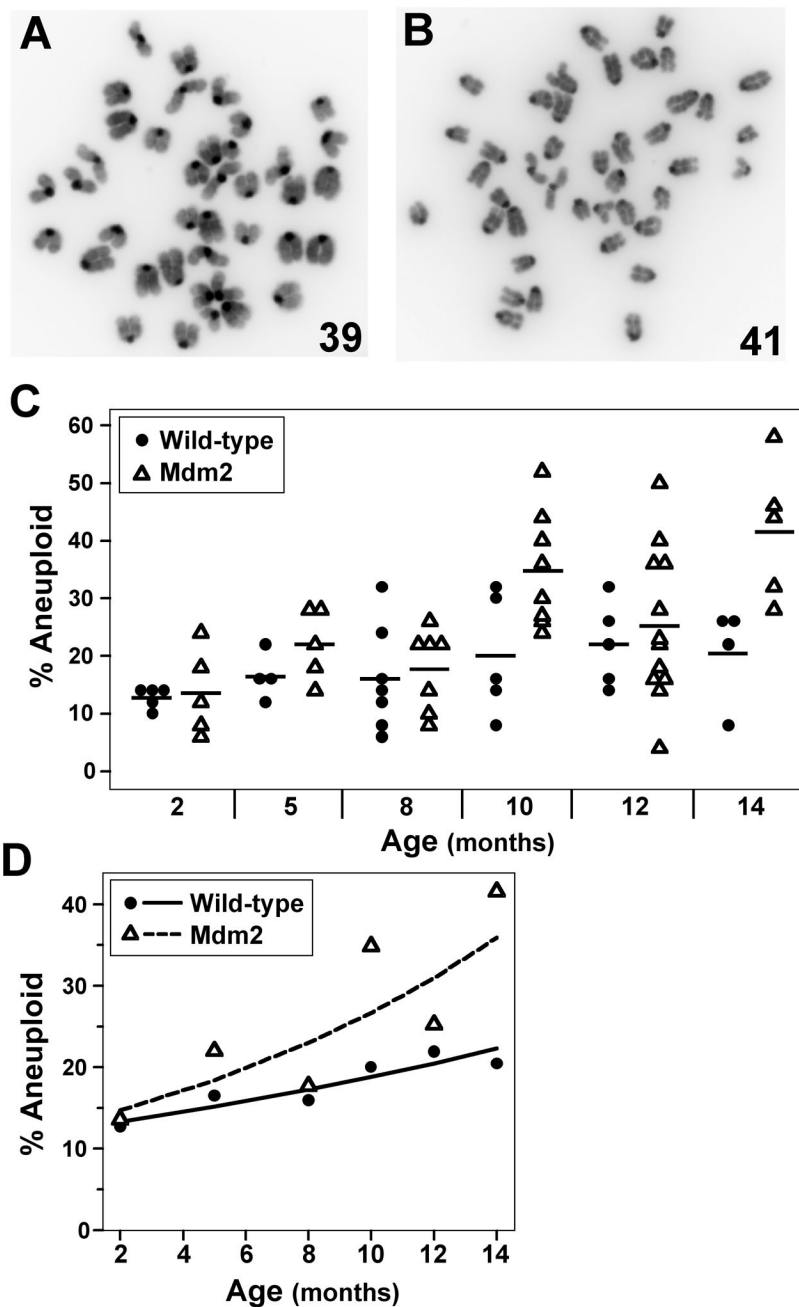 A
B
39
41
C
60
50
40
30
20
10
0
% Aneuploid
Wild-type
Mdm2
2 5 8 10 12 14
Age (months)
D
40
30
20
10
0
% Aneuploid
Wild-type
Mdm2
2 4 6 8 10 12 14
Age (months)